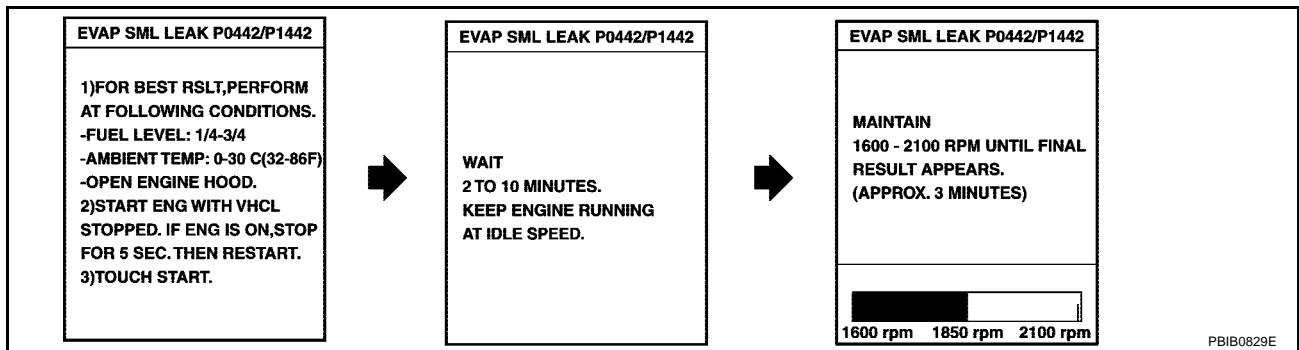 EVAP SML LEAK P0442/P1442
1)FOR BEST RSLT,PERFORM
AT FOLLOWING CONDITIONS.
-FUEL LEVEL: 1/4-3/4
-AMBIENT TEMP: 0-30 C(32-86F)
-OPEN ENGINE HOOD.
2)START ENG WITH VHCL
STOPPED. IF ENG IS ON,STOP
FOR 5 SEC. THEN RESTART.
3)TOUCH START.
EVAP SML LEAK P0442/P1442
WAIT
2 TO 10 MINUTES.
KEEP ENGINE RUNNING
AT IDLE SPEED.
EVAP SML LEAK P0442/P1442
MAINTAIN
1600 - 2100 RPM UNTIL FINAL
RESULT APPEARS.
(APPROX. 3 MINUTES)
1600 rpm 1850 rpm 2100 rpm
PBIB0829E